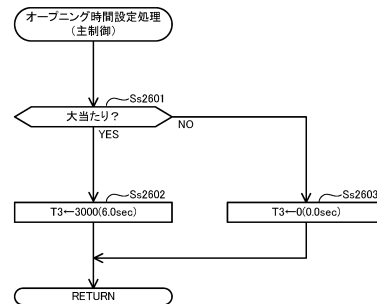 オープニング時間設定処理
(主制御)
Ss2601
大当たり?
YES
NO
Ss2602
T3←3000(6.0sec)
Ss2603
T3←0(0.0sec)
RETURN